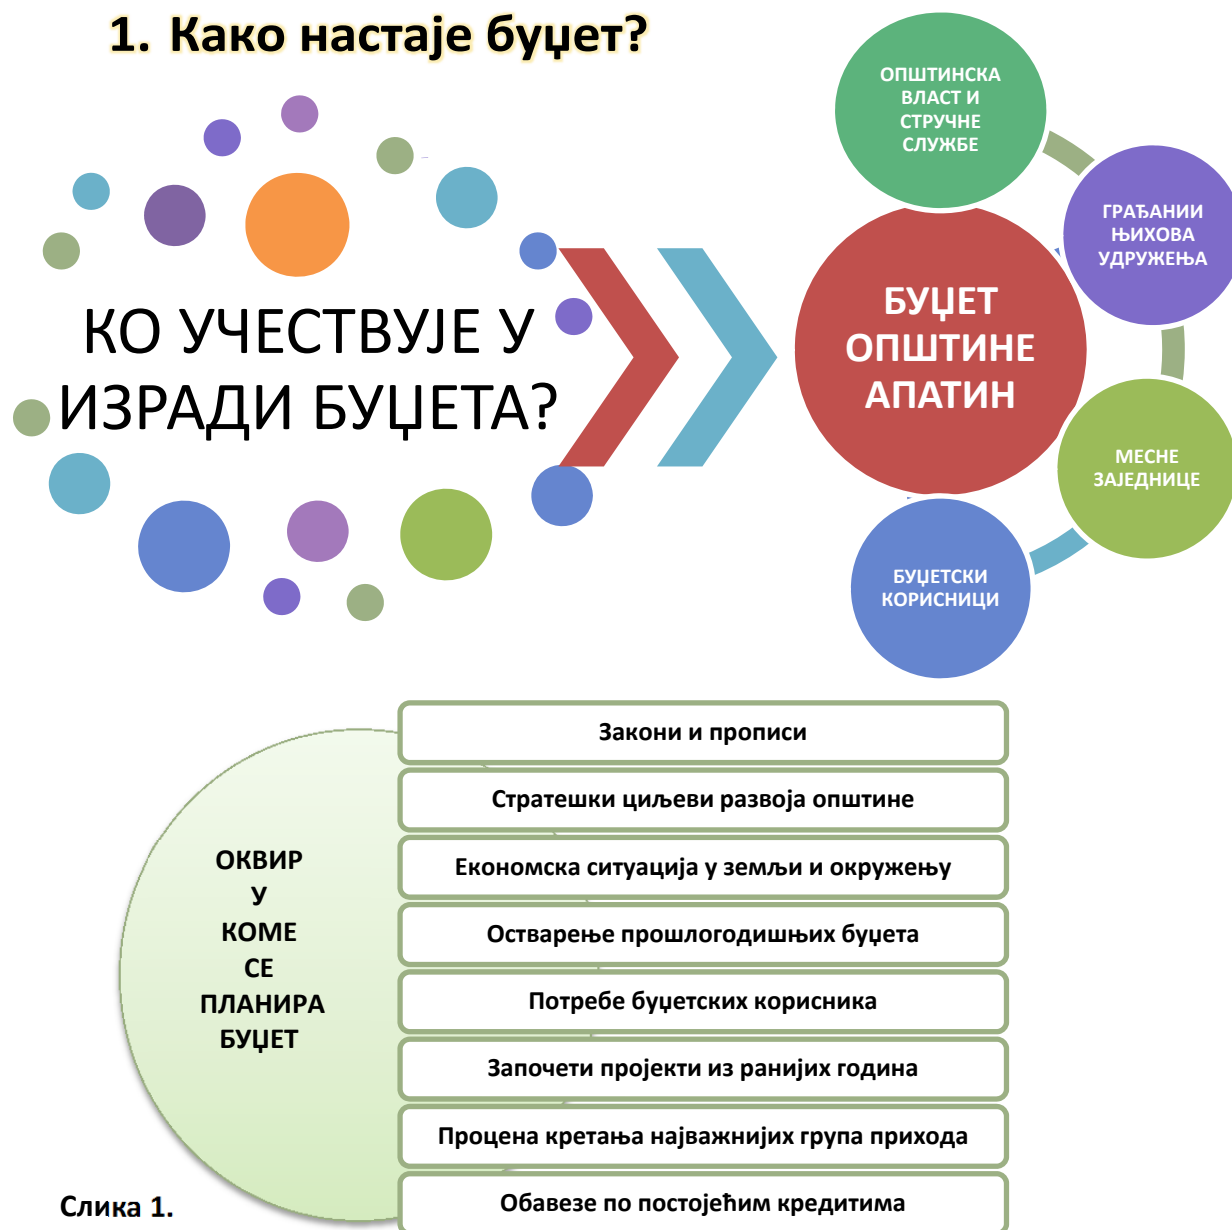 1. Како настаје буџет?
КО УЧЕСТВУЈЕ У
ИЗРАДИ БУЏЕТА?
ОПШТИНСКА
ВЛАСТ И
СТРУЧНЕ
СЛУЖБЕ
ГРАЂАНИИ
ЊИХОВА
УДРУЖЕЊА
БУЏЕТ
ОПШТИНЕ
АПАТИН
МЕСНЕ
ЗАЈЕДНИЦЕ
БУЏЕТСКИ
КОРИСНИЦИ
ОКВИР
У
КОМЕ
СЕ
ПЛАНИРА
БУЏЕТ
Закони и прописи
Стратешки циљеви развоја општине
Економска ситуација у земљи и окружењу
Остварење прошлогодишњих буџета
Потребе буџетских корисника
Започети пројекти из ранијих година
Процена кретања најважнијих група прихода
Обавезе по постојећим кредитима
Слика 1.